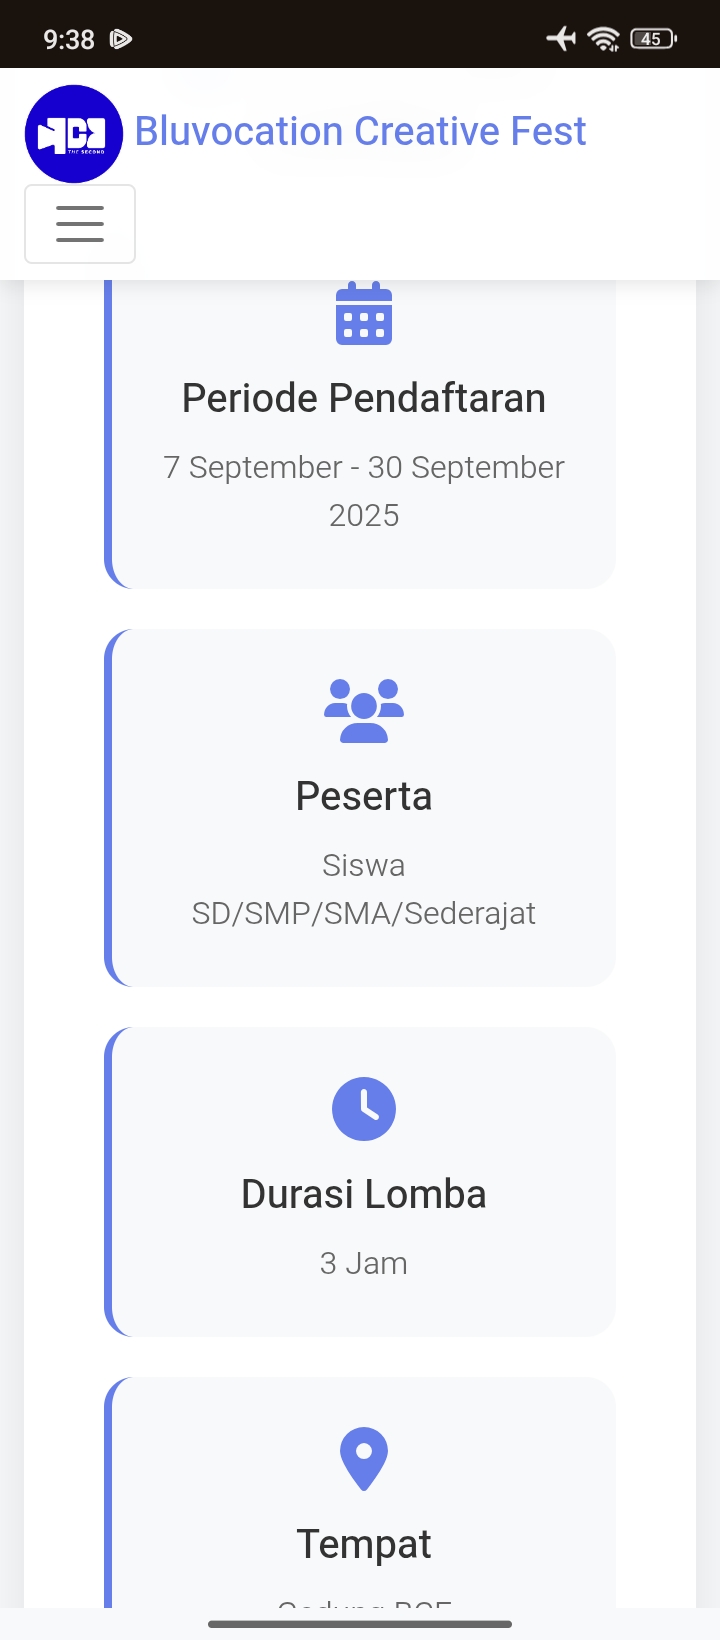 9:38
45
THE SECOND
Bluvocation Creative Fest
Periode Pendaftaran
7 September - 30 September
2025
Peserta
Siswa
SD/SMP/SMA/Sederajat
Durasi Lomba
3 Jam
Tempat